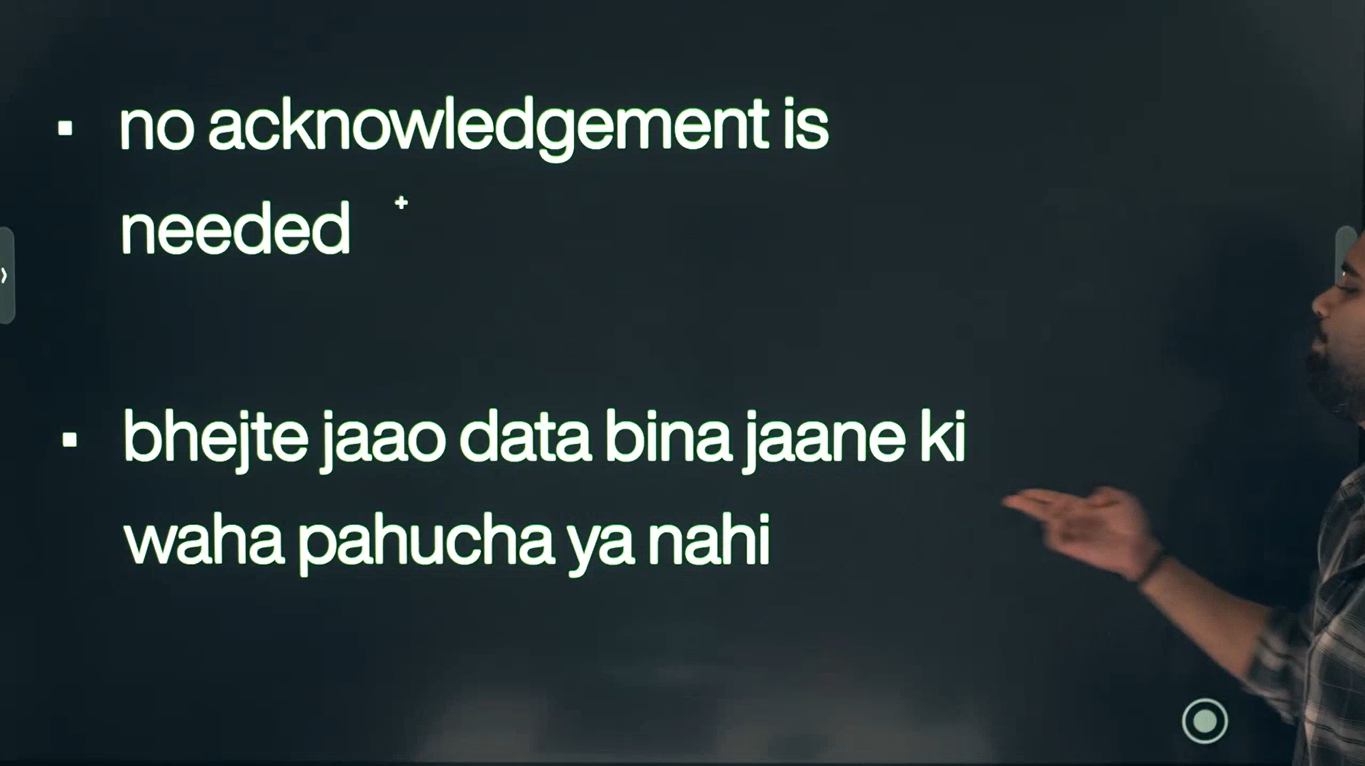 no acknowledgement is
needed
bhejte jaao data bina jaane ki
waha pahucha ya nahi